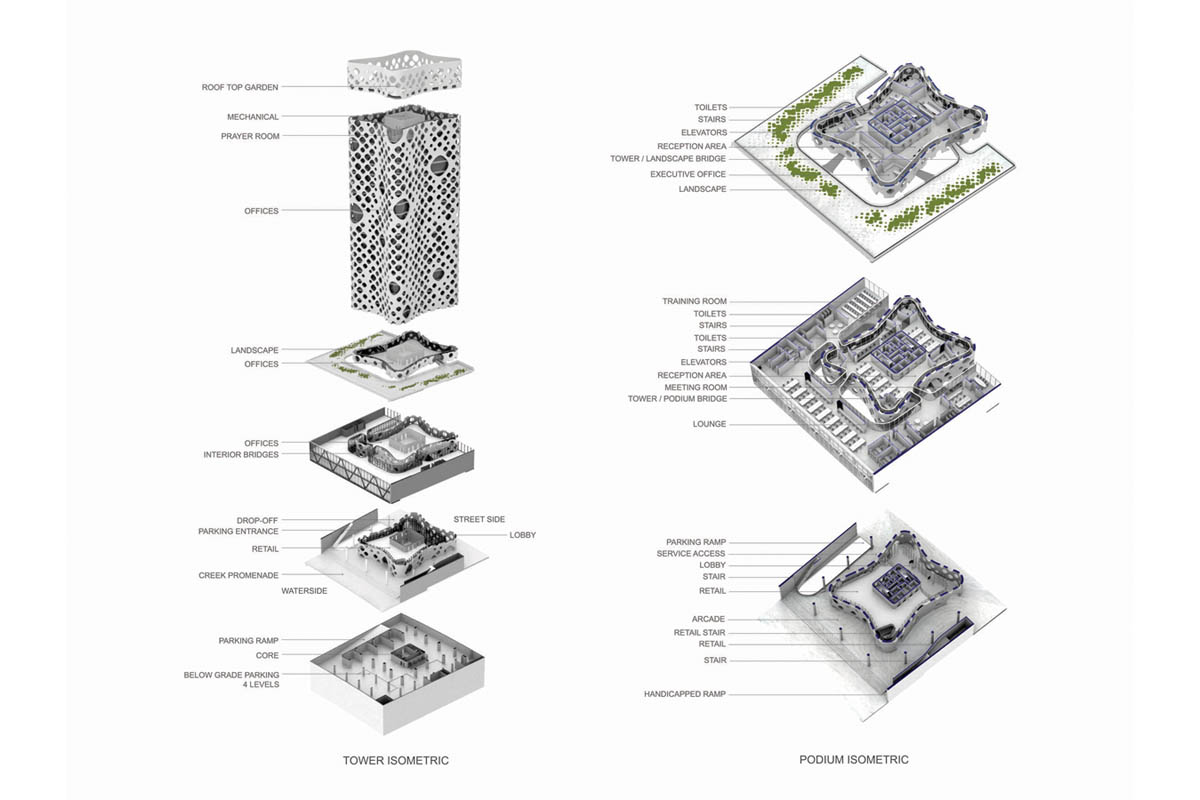 ROOF TOP GARDEN
MECHANICAL
PRAYER ROOM
OFFICES
LANDSCAPE
OFFICES
OFFICES
INTERIOR BRIDGES
DROP-OFF
STREET SIDE
PARKING ENTRANCE
LOBBY
RETAIL
CREEK PROMENADE
WATERSIDE
PARKING RAMP
CORE
BELOW GRADE PARKING
4 LEVELS
TOWER ISOMETRIC
TOILETS
STAIRS
ELEVATORS
RECEPTION AREA
TOWER / LANDSCAPE BRIDGE
EXECUTIVE OFFICE
LANDSCAPE
TRAINING ROOM
TOILETS
STAIRS
TOILETS
STAIRS
ELEVATORS
RECEPTION AREA
MEETING ROOM
TOWER / PODIUM BRIDGE
LOUNGE
PARKING RAMP
SERVICE ACCESS
LOBBY
STAIR
RETAIL
ARCADE
RETAIL STAIR
RETAIL
STAIR
HANDICAPPED RAMP
PODIUM ISOMETRIC